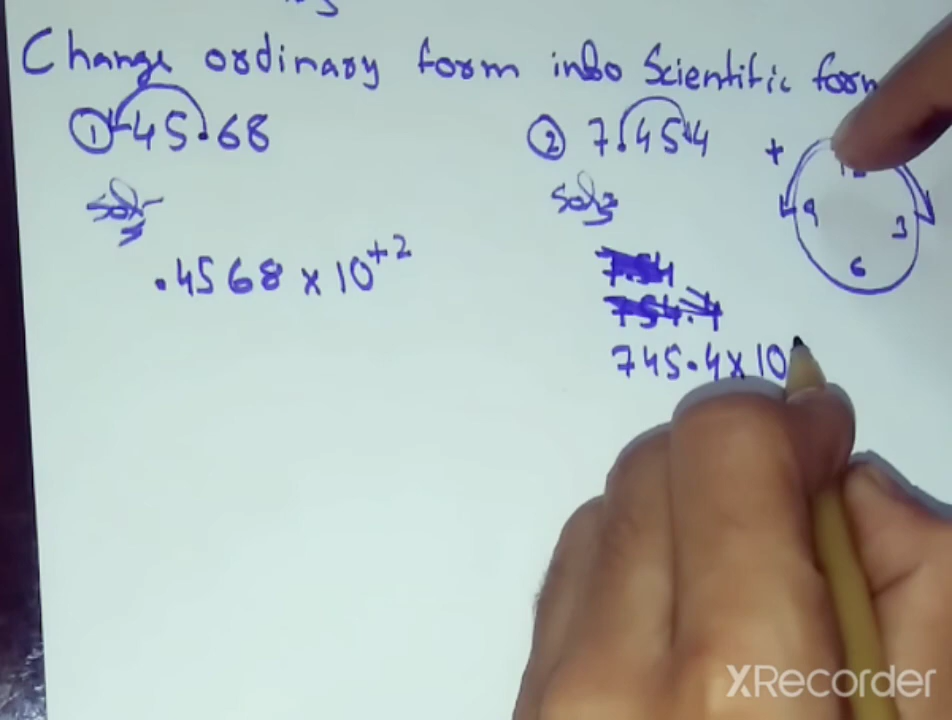 Change ordinary form into Scientific form
① 45.68
Sol:-
.4568 x 10+2
② 7.454
Sol:-
745.4 x 10
+
9
3
6
XRecorder